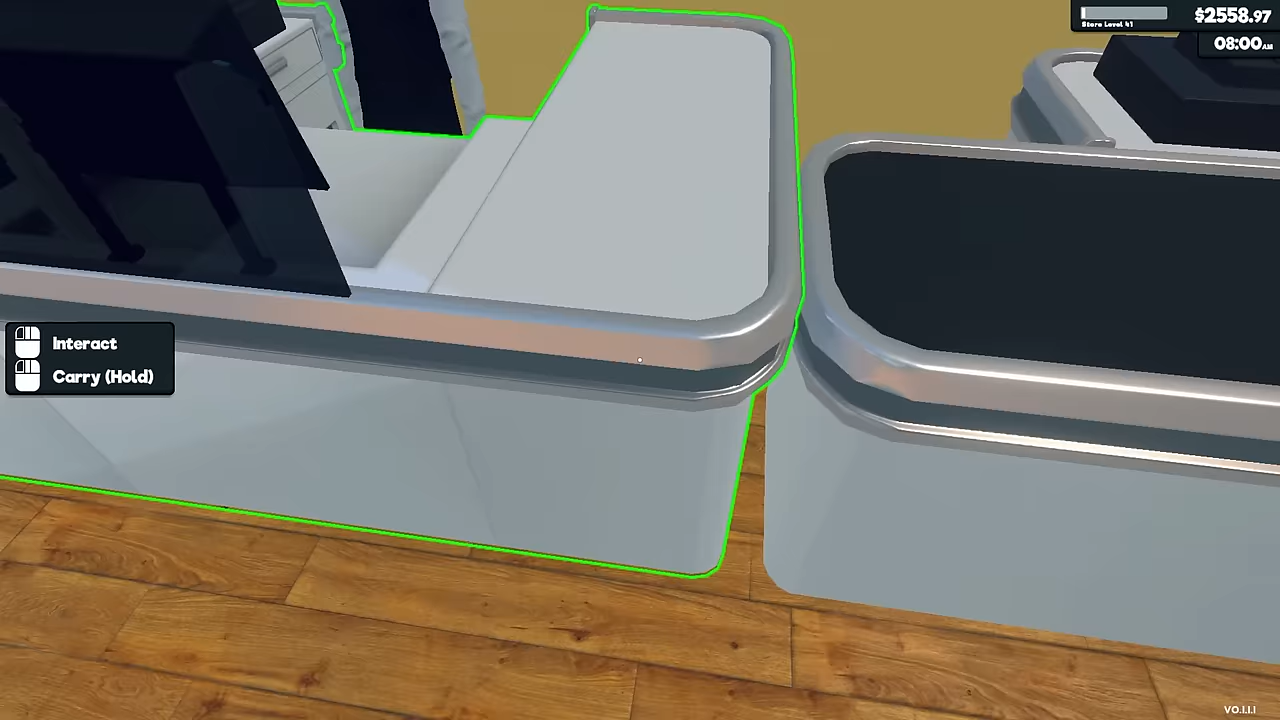 $2558.97
Store Level 41
08:00AM
Interact
Carry (Hold)
V0.1.1.1